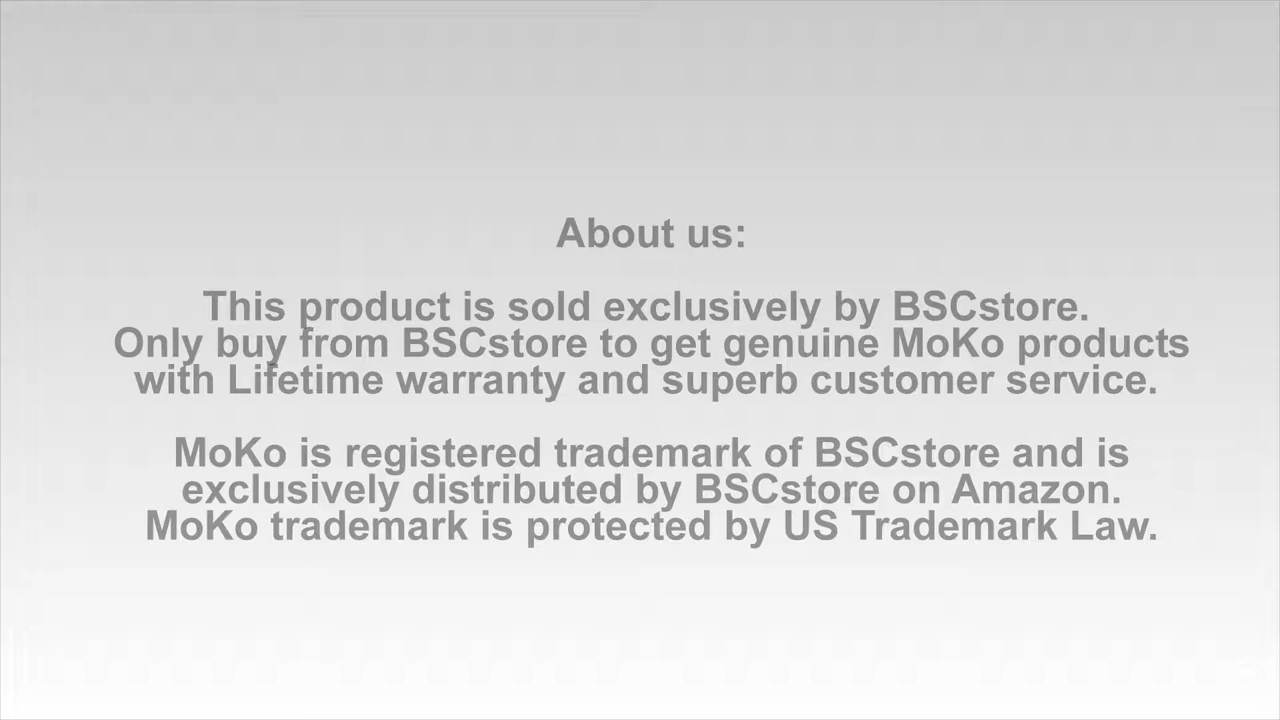 About us:
This product is sold exclusively by BSCstore.
Only buy from BSCstore to get genuine MoKo products
with Lifetime warranty and superb customer service.
MoKo is registered trademark of BSCstore and is
exclusively distributed by BSCstore on Amazon.
MoKo trademark is protected by US Trademark Law.